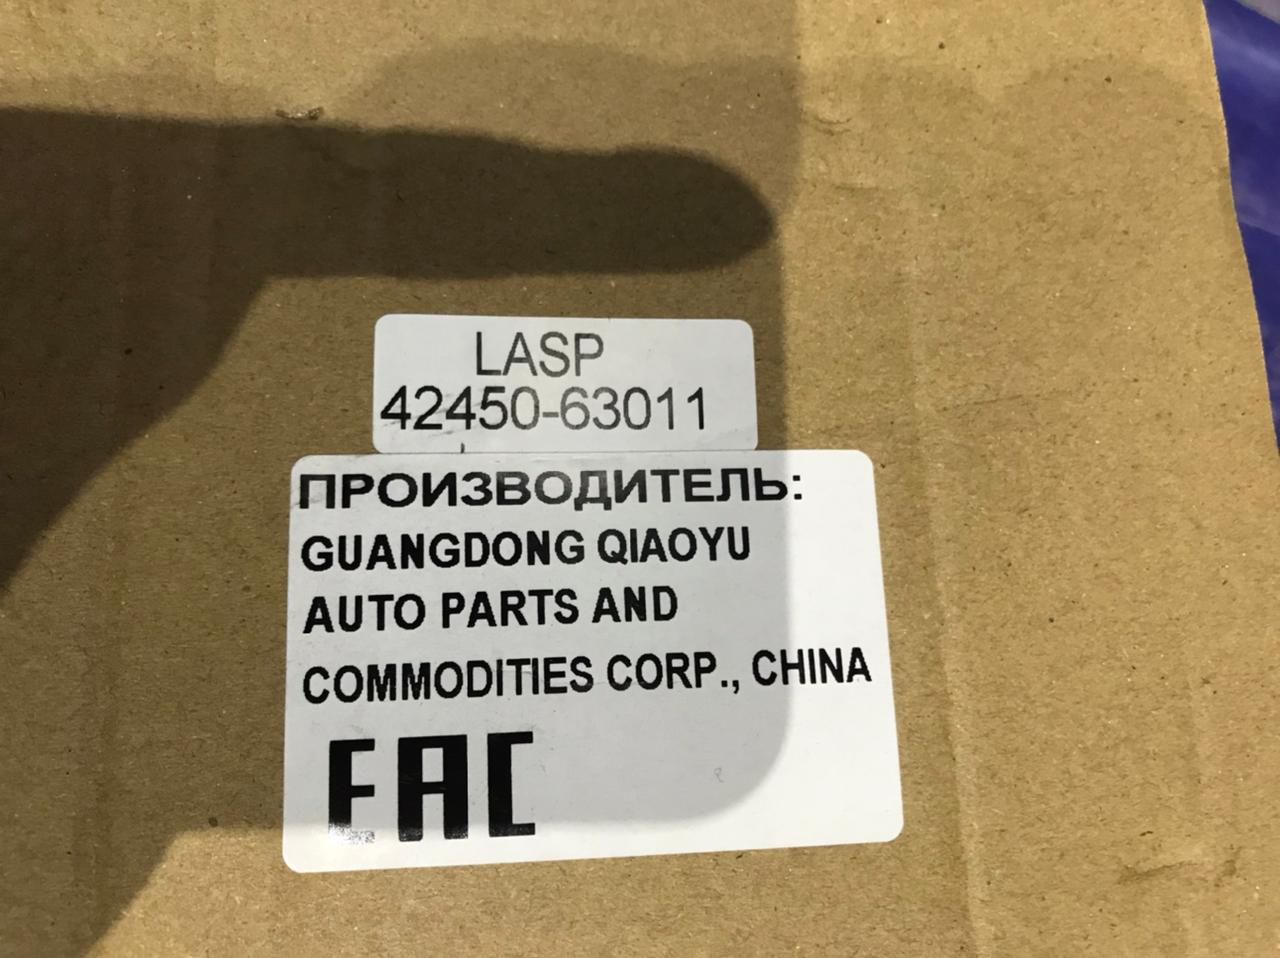 LASP
42450-63011
ПРОИЗВОДИТЕЛЬ:
GUANGDONG QIAOYU
AUTO PARTS AND
COMMODITIES CORP., CHINA
EAC